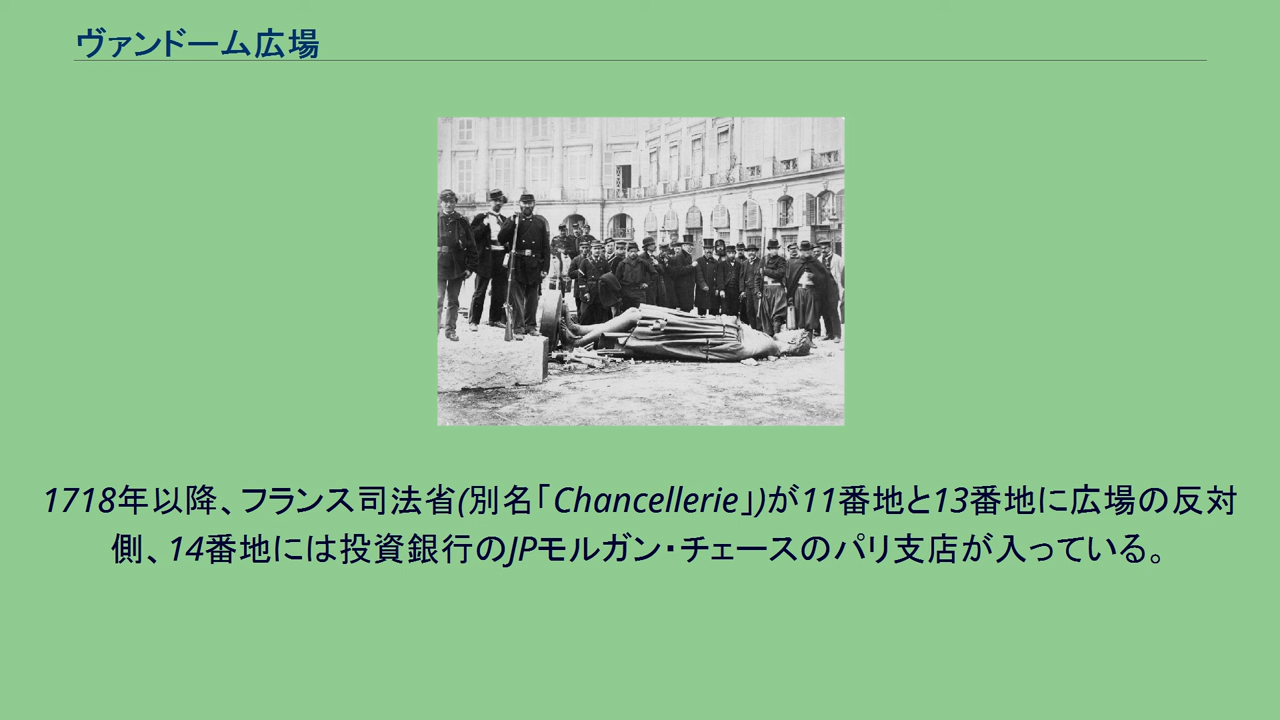 ヴァンドーム広場
1718年以降、フランス司法省(別名｢Chancellerie｣)が11番地と13番地に広場の反対
側、14番地には投資銀行のJPモルガン･チェースのパリ支店が入っている。